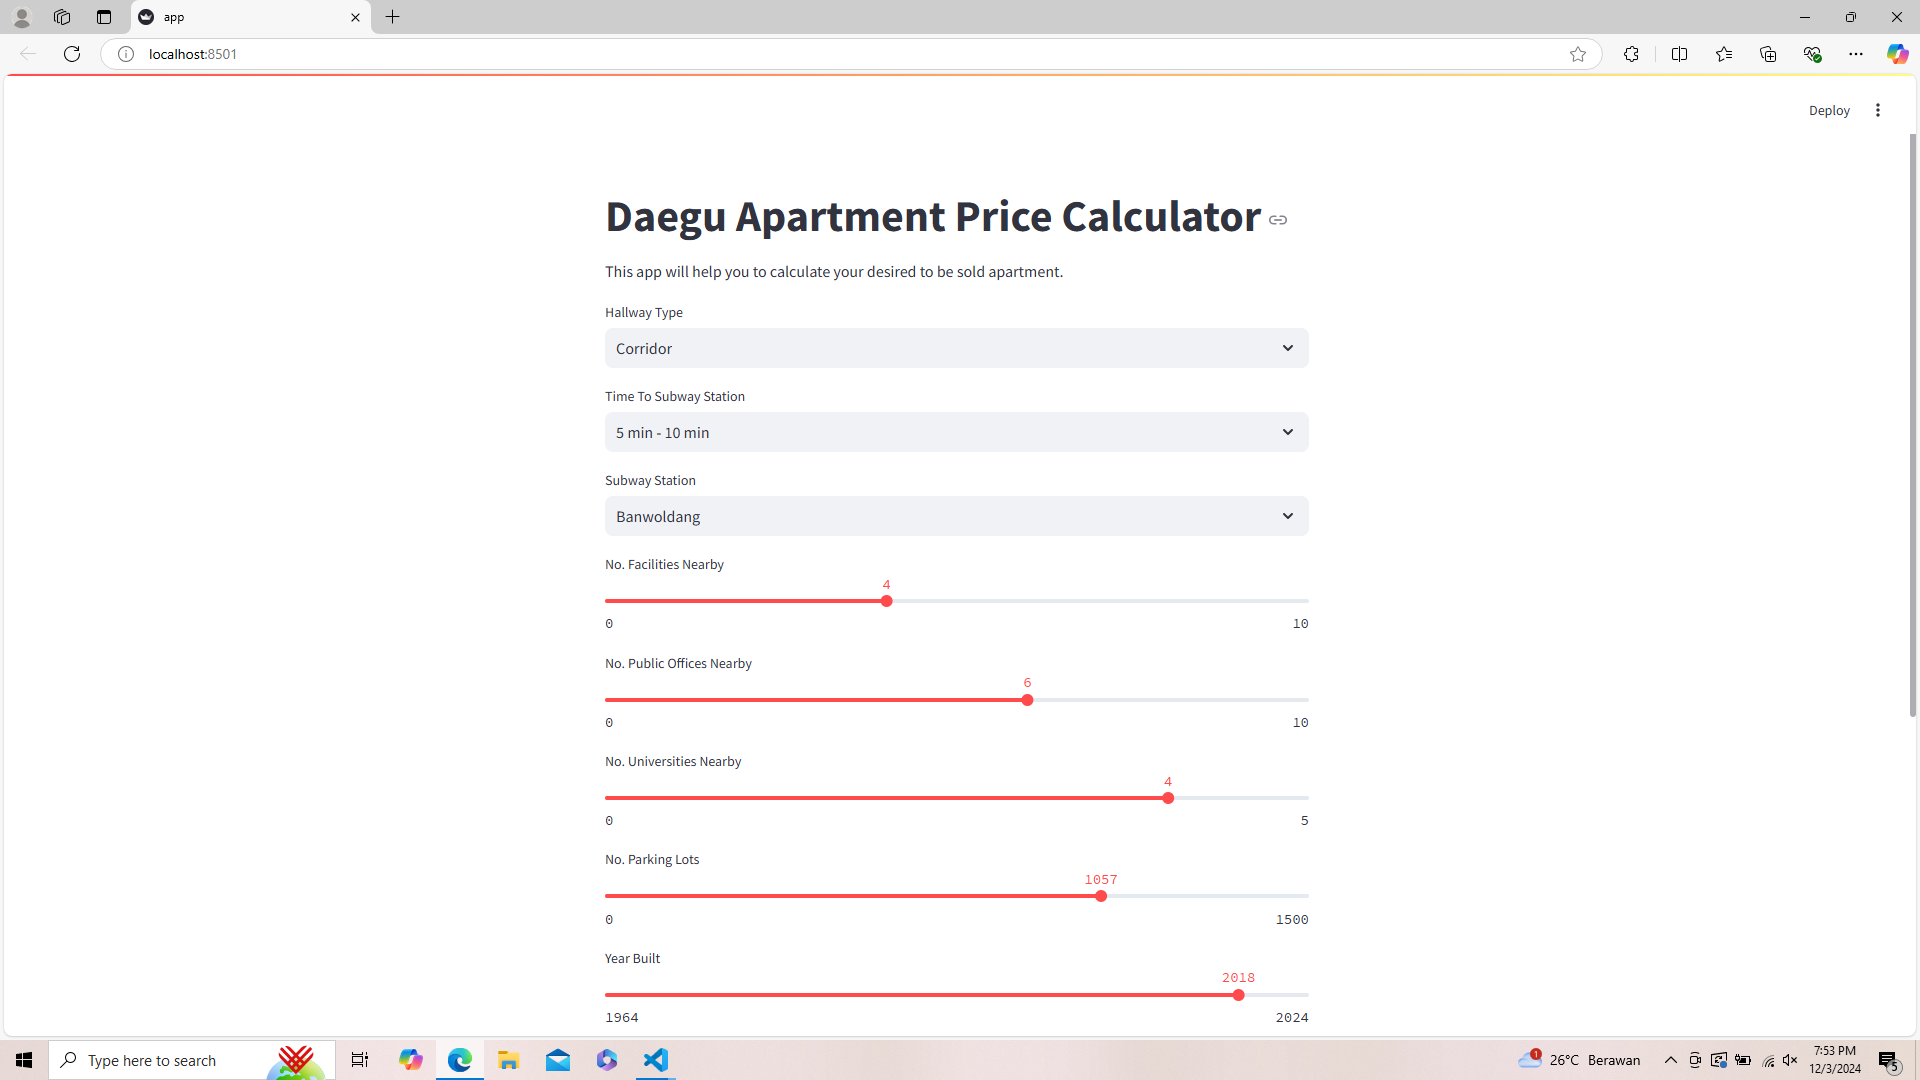 app
localhost:8501
Deploy
Daegu Apartment Price Calculator
This app will help you to calculate your desired to be sold apartment.
Hallway Type
Corridor
Time To Subway Station
5 min - 10 min
Subway Station
Banwoldang
No. Facilities Nearby
4
0 10
No. Public Offices Nearby
6
0 10
No. Universities Nearby
4
0 5
No. Parking Lots
1057
0 1500
Year Built
2018
1964 2024
Type here to search
1
26°C Berawan
7:53 PM
12/3/2024
5